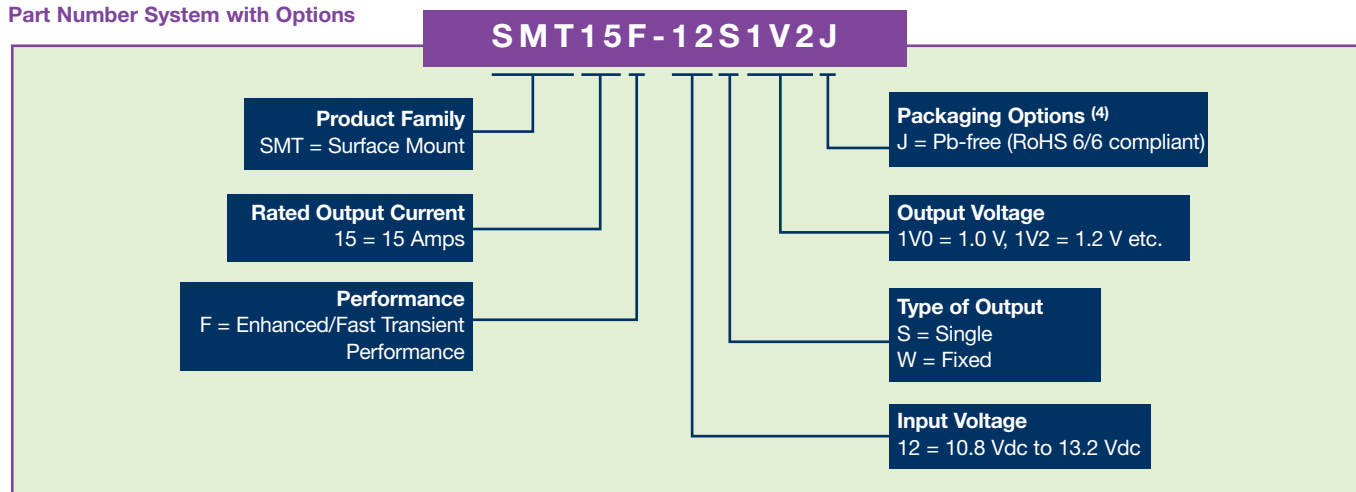 Part Number System with Options
SMT15F-12S1V2J
Product Family
SMT = Surface Mount
Rated Output Current
15 = 15 Amps
Performance
F = Enhanced/Fast Transient
Performance
Packaging Options (4)
J = Pb-free (RoHS 6/6 compliant)
Output Voltage
1V0 = 1.0 V, 1V2 = 1.2 V etc.
Type of Output
S = Single
W = Fixed
Input Voltage
12 = 10.8 Vdc to 13.2 Vdc